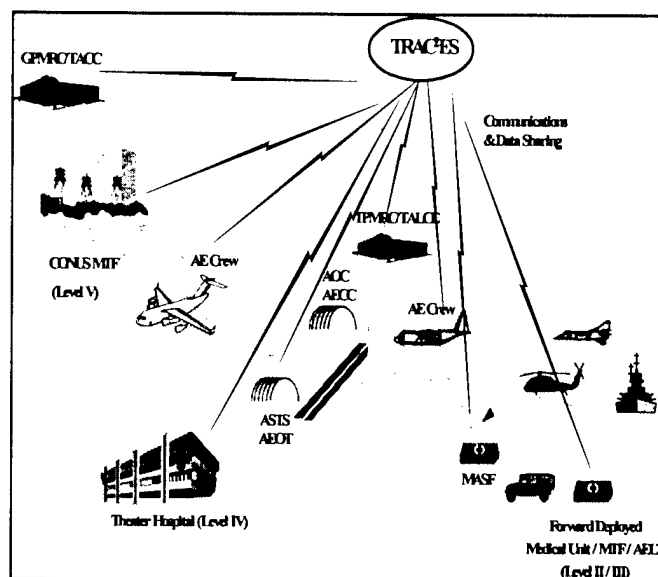 TRAC²ES
GPMRC/TACC
Communications
& Data Sharing
TPMRC/TALCC
CONUS MTF
(Level V)
AE Crew
AOC
AECC
AE Crew
ASTS
AEOT
MASF
Theater Hospital (Level IV)
Forward Deployed
Medical Unit / MTF / AELT
(Level II / III)